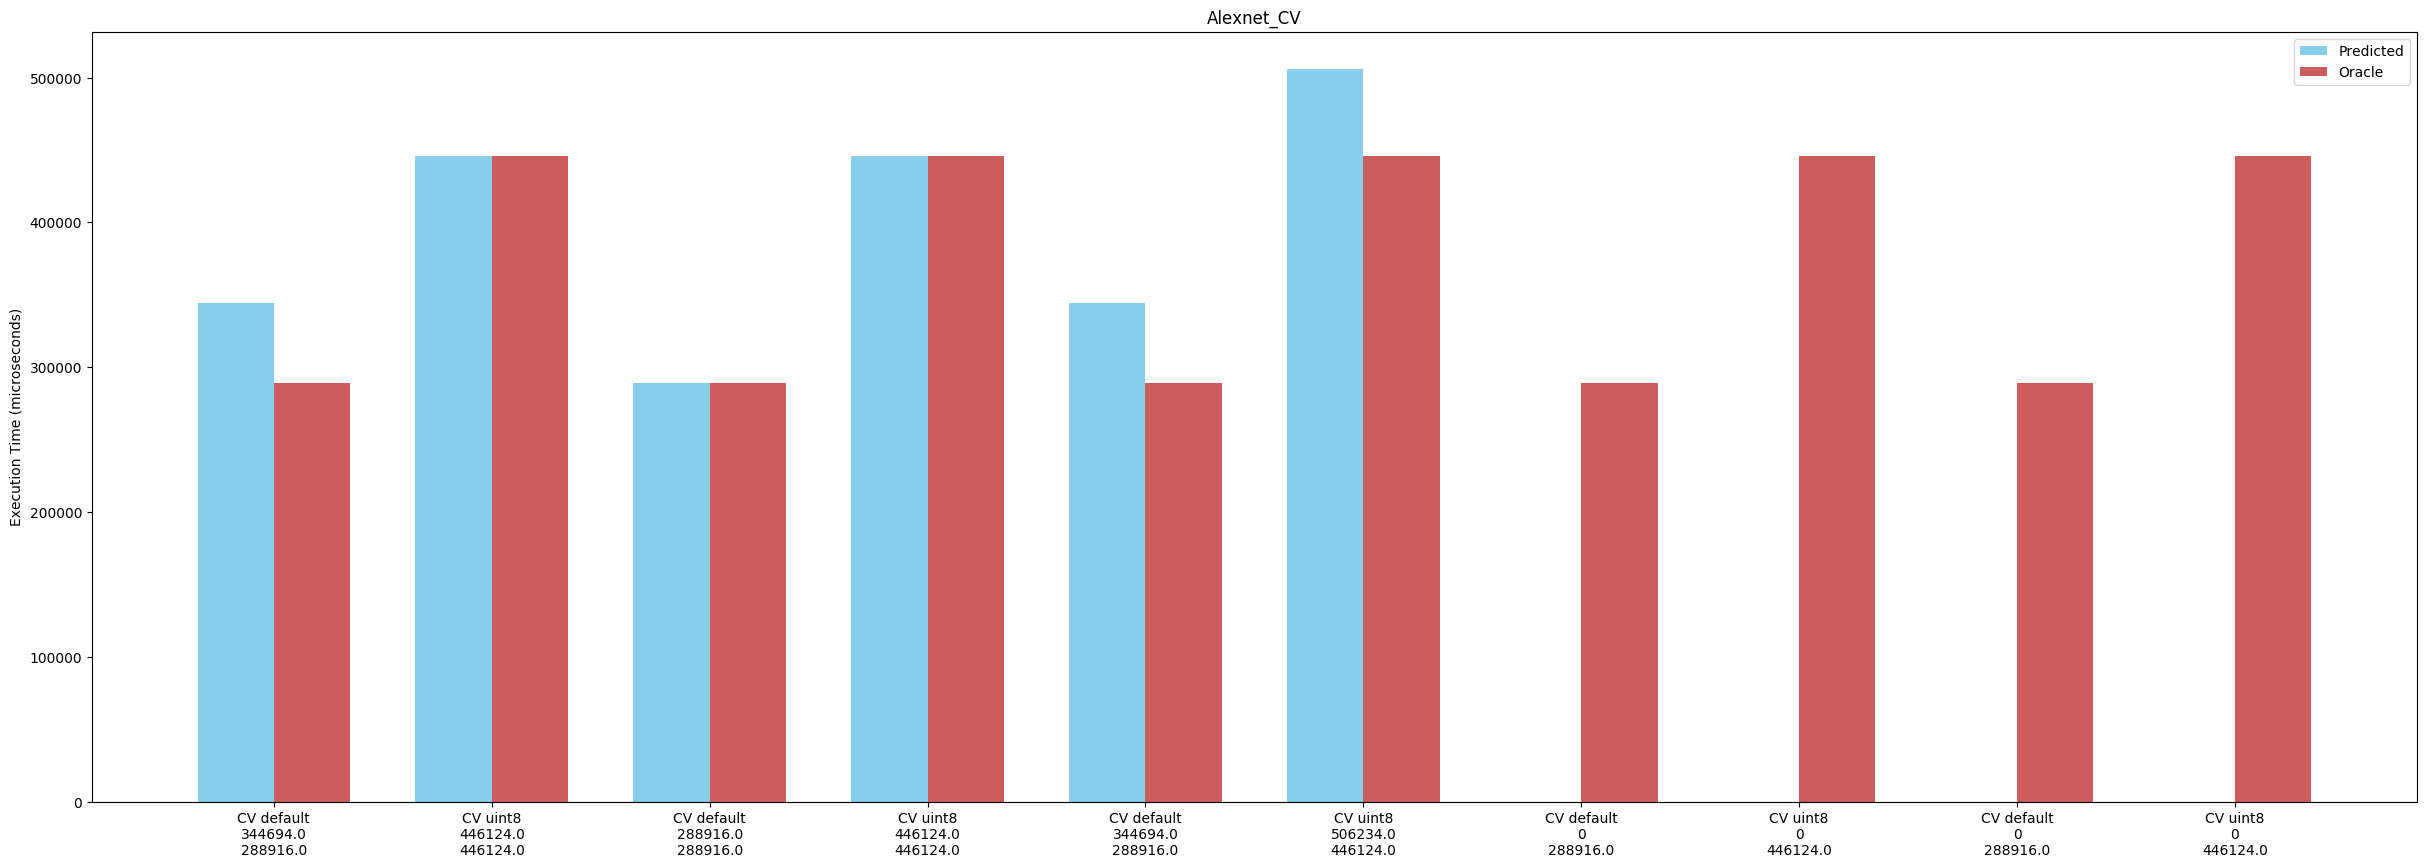 Alexnet_CV
Predicted
Oracle
Execution Time (microseconds)
500000
400000
300000
200000
100000
0
CV default
344694.0
288916.0
CV uint8
446124.0
446124.0
CV default
288916.0
288916.0
CV uint8
446124.0
446124.0
CV default
344694.0
288916.0
CV uint8
506234.0
446124.0
CV default
0
288916.0
CV uint8
0
446124.0
CV default
0
288916.0
CV uint8
0
446124.0